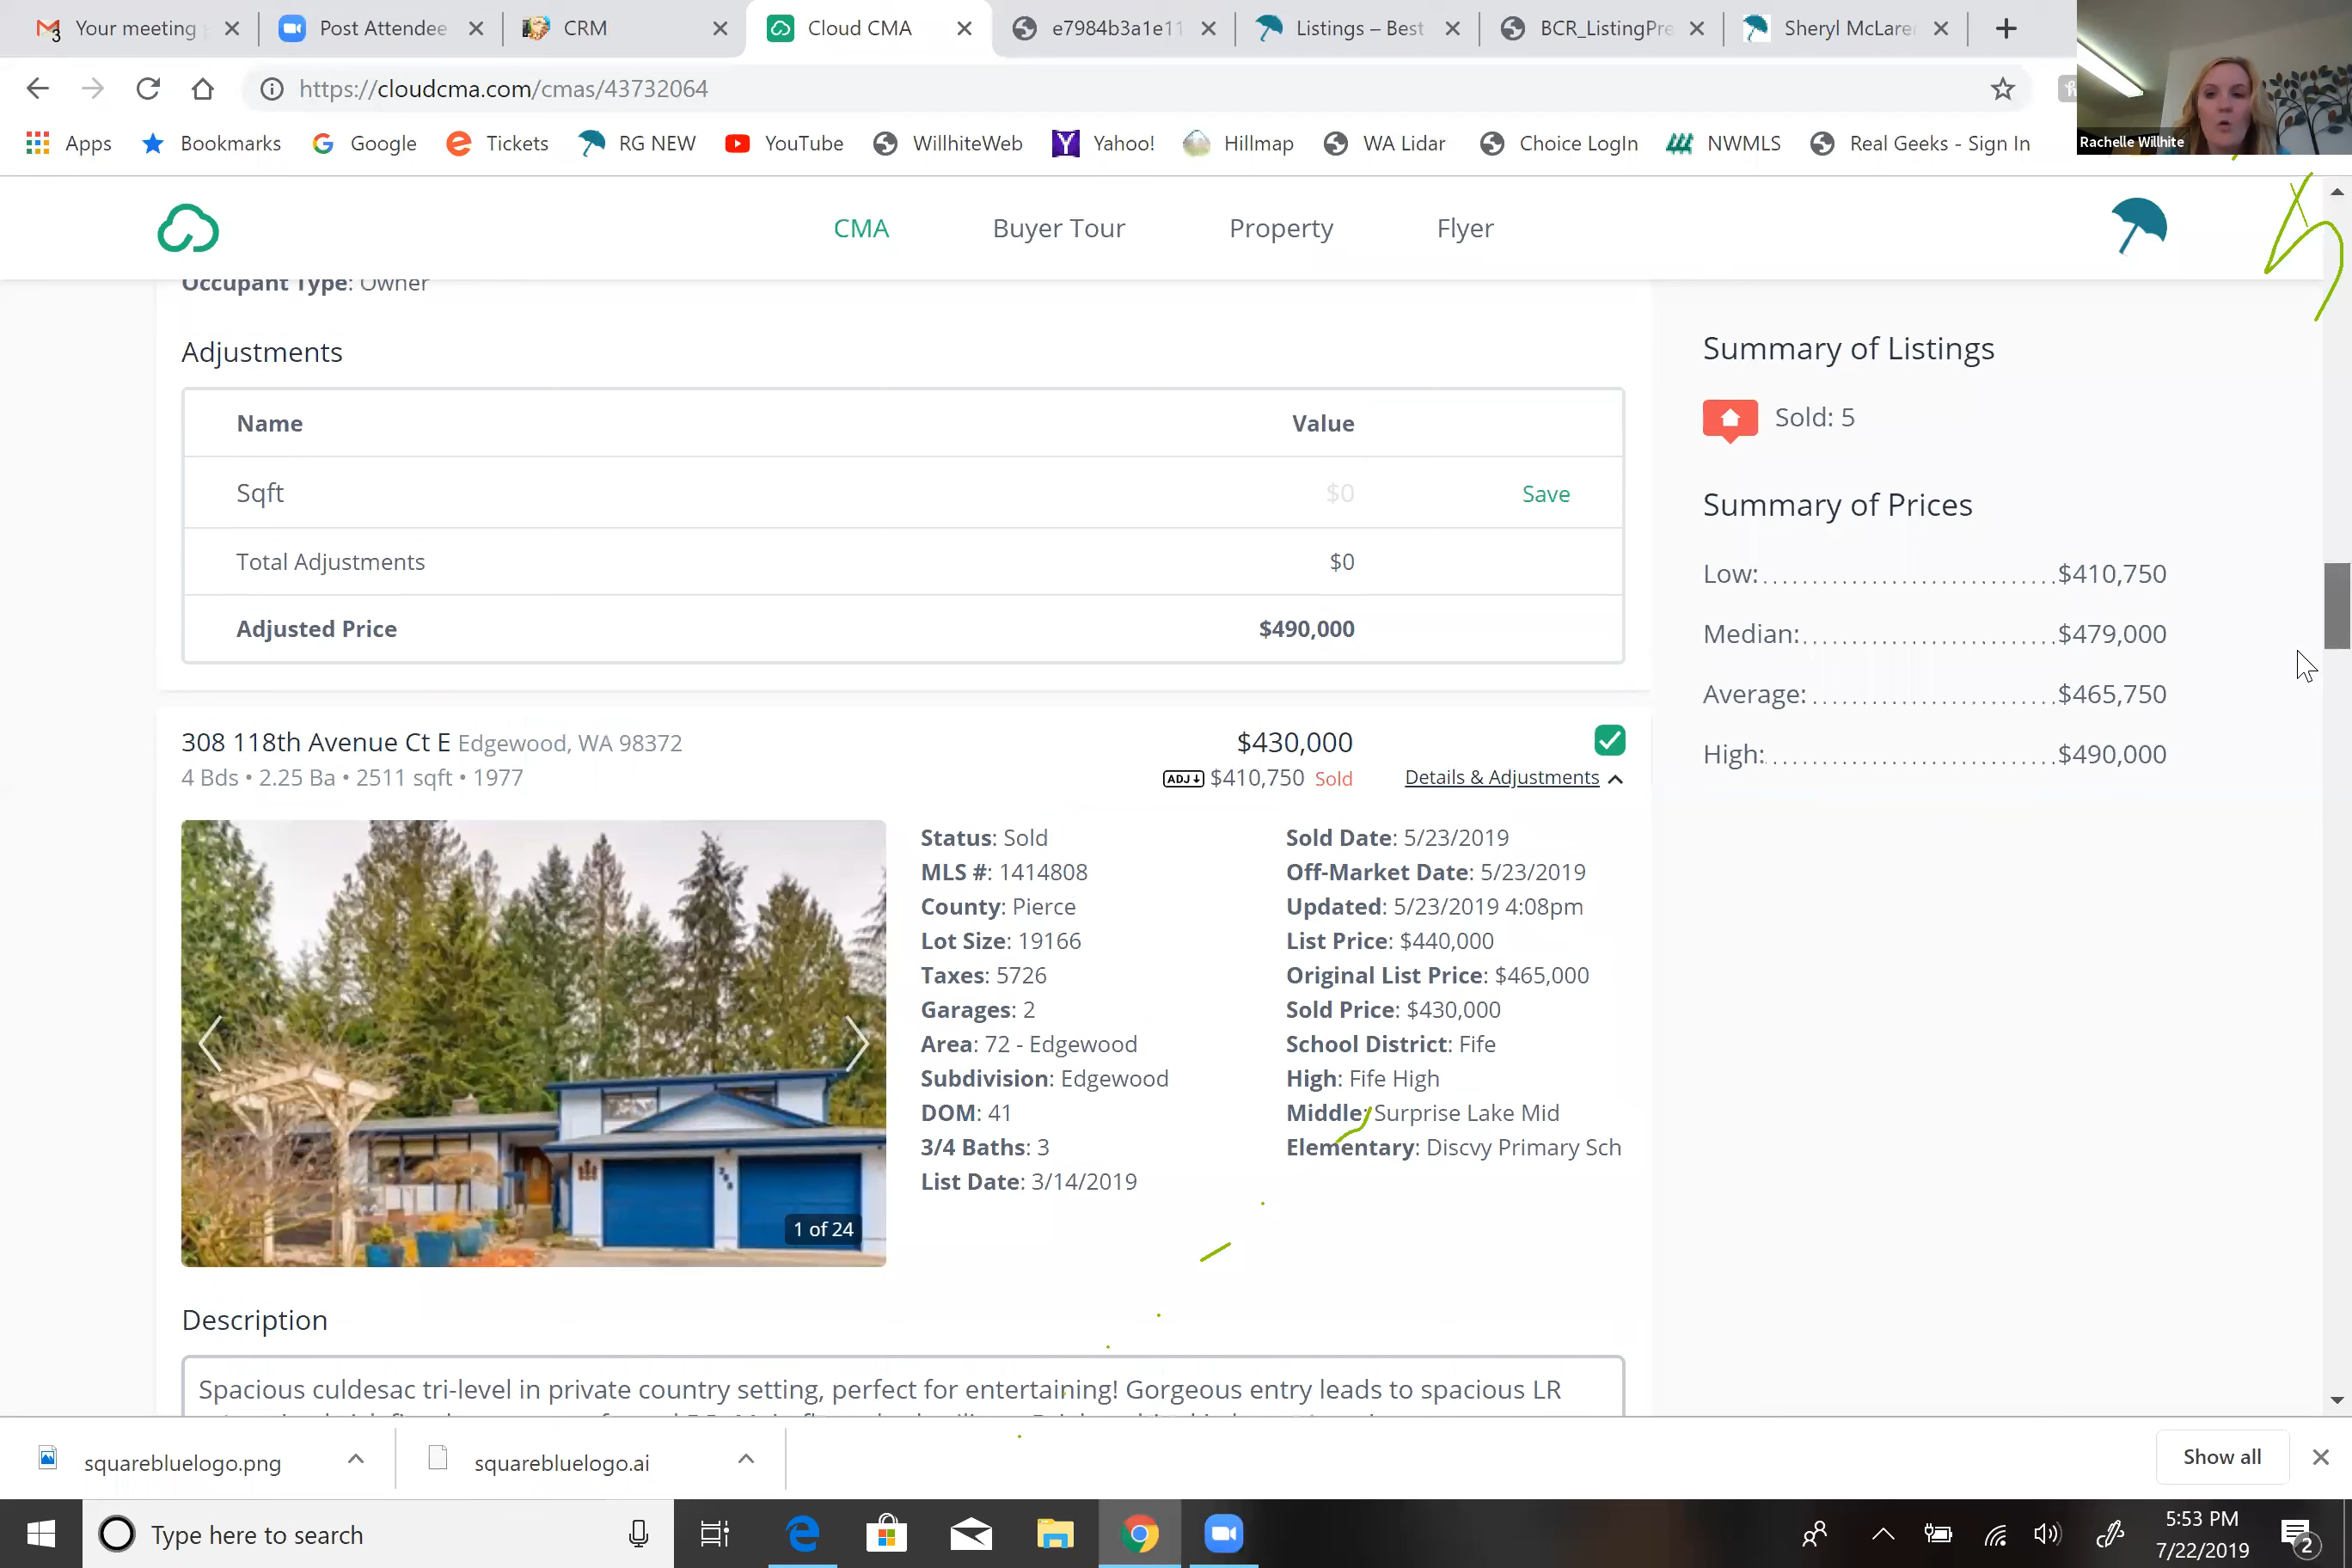 Your meeting
Post Attendee
CRM
Cloud CMA
e7984b3a1e11
Listings – Best
BCR_ListingPre
Sheryl McLare
https://cloudcma.com/cmas/43732064
Apps
Bookmarks
Google
Tickets
RG NEW
YouTube
WillhiteWeb
Yahoo!
Hillmap
WA Lidar
Choice LogIn
NWMLS
Real Geeks - Sign In
Rachelle Willhite
CMA
Buyer Tour
Property
Flyer
Occupant Type: Owner
Adjustments
Name Value
Sqft $0 Save
Total Adjustments $0
Adjusted Price $490,000
Summary of Listings
Sold: 5
Summary of Prices
Low: $410,750
Median: $479,000
Average: $465,750
High: $490,000
308 118th Avenue Ct E Edgewood, WA 98372 $430,000
4 Bds • 2.25 Ba • 2511 sqft • 1977 ADJ $410,750 Sold Details & Adjustments
1 of 24
Status: Sold
MLS #: 1414808
County: Pierce
Lot Size: 19166
Taxes: 5726
Garages: 2
Area: 72 - Edgewood
Subdivision: Edgewood
DOM: 41
3/4 Baths: 3
List Date: 3/14/2019
Sold Date: 5/23/2019
Off-Market Date: 5/23/2019
Updated: 5/23/2019 4:08pm
List Price: $440,000
Original List Price: $465,000
Sold Price: $430,000
School District: Fife
High: Fife High
Middle: Surprise Lake Mid
Elementary: Discvy Primary Sch
Description
Spacious culdesac tri-level in private country setting, perfect for entertaining! Gorgeous entry leads to spacious LR
squarebluelogo.png
squarebluelogo.ai
Show all
Type here to search
5:53 PM
7/22/2019
2